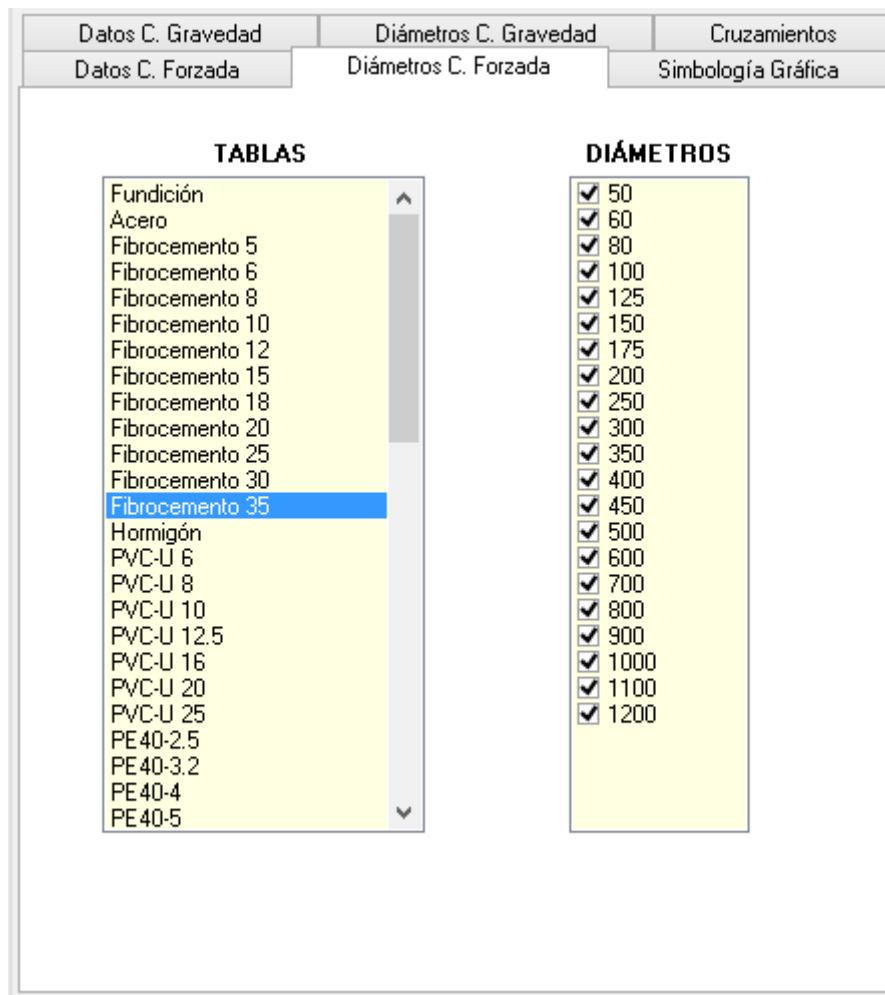 Datos C. Gravedad
Diámetros C. Gravedad
Cruzamientos
Datos C. Forzada
Diámetros C. Forzada
Simbología Gráfica
TABLAS
Fundición
Acero
Fibrocemento 5
Fibrocemento 6
Fibrocemento 8
Fibrocemento 10
Fibrocemento 12
Fibrocemento 15
Fibrocemento 18
Fibrocemento 20
Fibrocemento 25
Fibrocemento 30
Fibrocemento 35
Hormigón
PVC-U 6
PVC-U 8
PVC-U 10
PVC-U 12.5
PVC-U 16
PVC-U 20
PVC-U 25
PE40-2.5
PE40-3.2
PE40-4
PE40-5
DIÁMETROS
50
60
80
100
125
150
175
200
250
300
350
400
450
500
600
700
800
900
1000
1100
1200